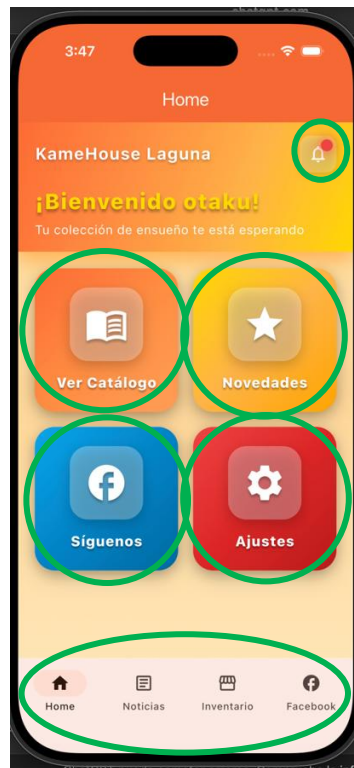 3:47
Home
KameHouse Laguna
¡Bienvenido otaku!
Tu colección de ensueño te está esperando
Ver Catálogo
Novedades
Síguenos
Ajustes
Home Noticias Inventario Facebook